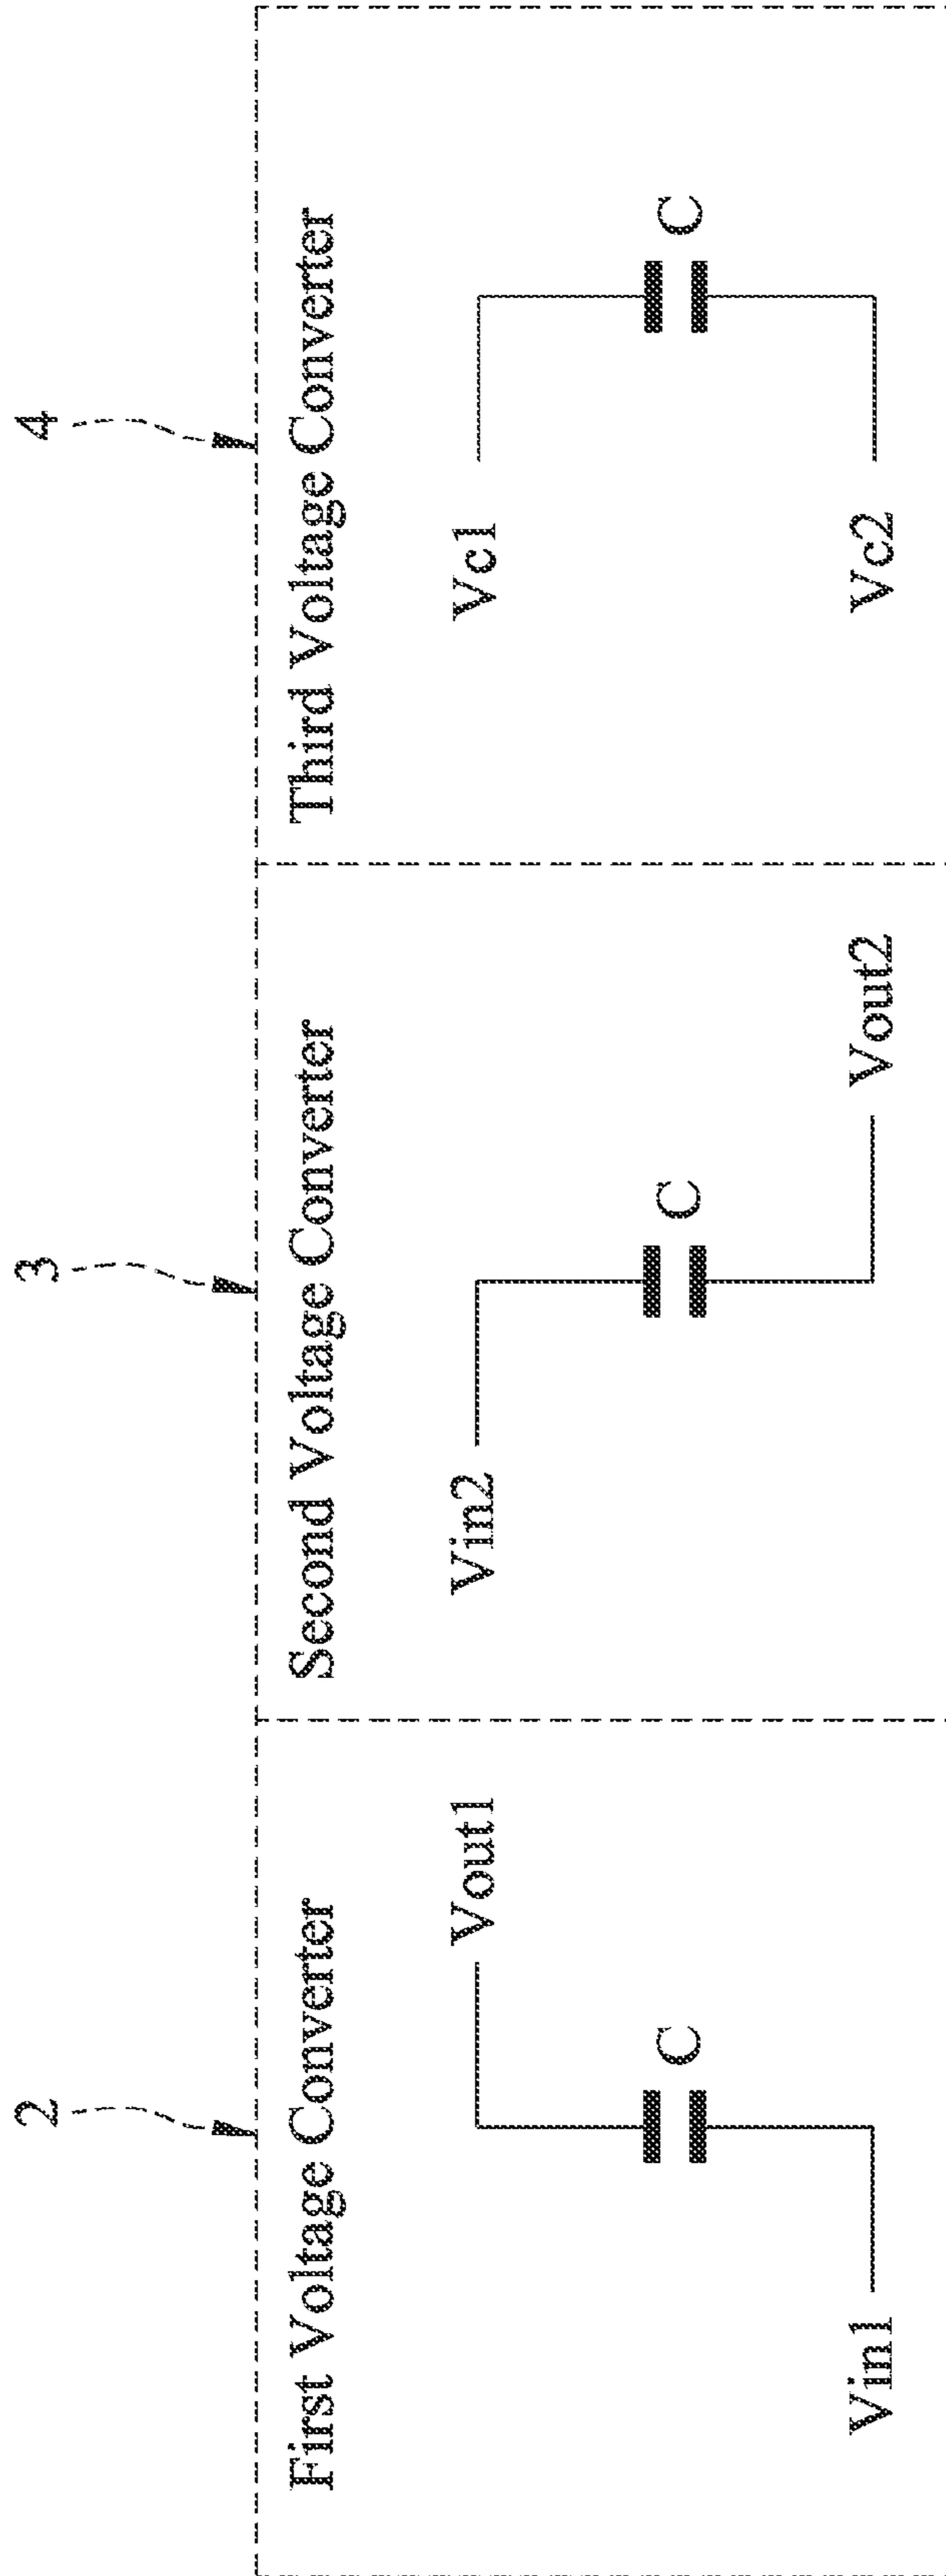 2
3
4
First Voltage Converter
Second Voltage Converter
Third Voltage Converter
Vout1
C
Vin1
Vin2
C
Vout2
Vc1
C
Vc2